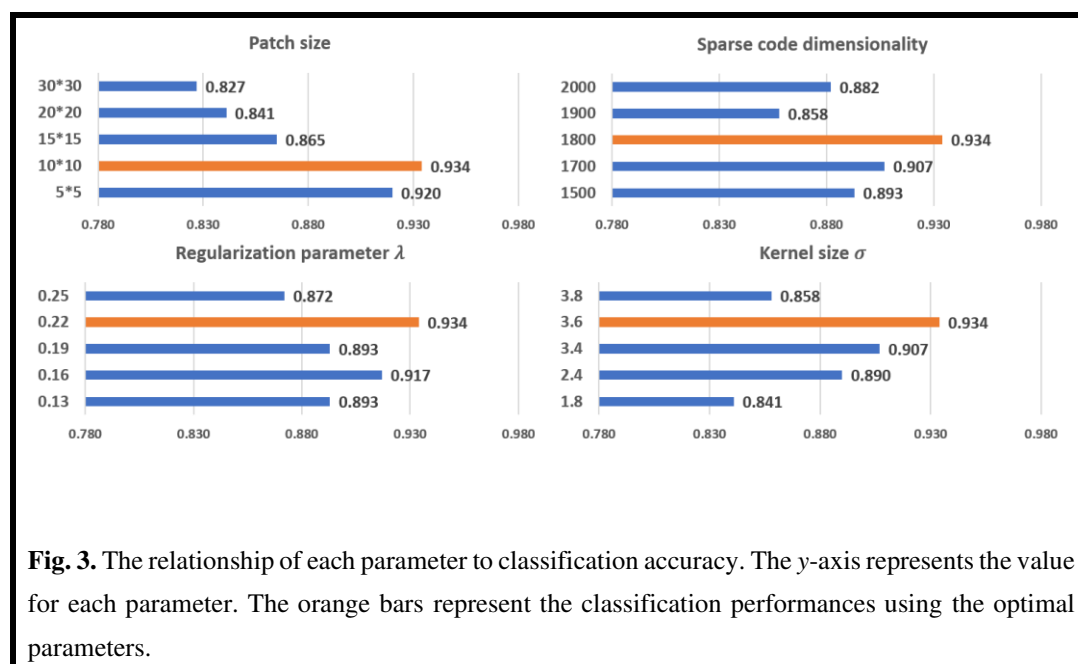 Patch size
30*30 0.827
20*20 0.841
15*15 0.865
10*10 0.934
5*5 0.920
0.780 0.830 0.880 0.930 0.980
Sparse code dimensionality
2000 0.882
1900 0.858
1800 0.934
1700 0.907
1500 0.893
0.780 0.830 0.880 0.930 0.980
Regularization parameter λ
0.25 0.872
0.22 0.934
0.19 0.893
0.16 0.917
0.13 0.893
0.780 0.830 0.880 0.930 0.980
Kernel size σ
3.8 0.858
3.6 0.934
3.4 0.907
2.4 0.890
1.8 0.841
0.780 0.830 0.880 0.930 0.980
Fig. 3. The relationship of each parameter to classification accuracy. The y-axis represents the value
for each parameter. The orange bars represent the classification performances using the optimal
parameters.